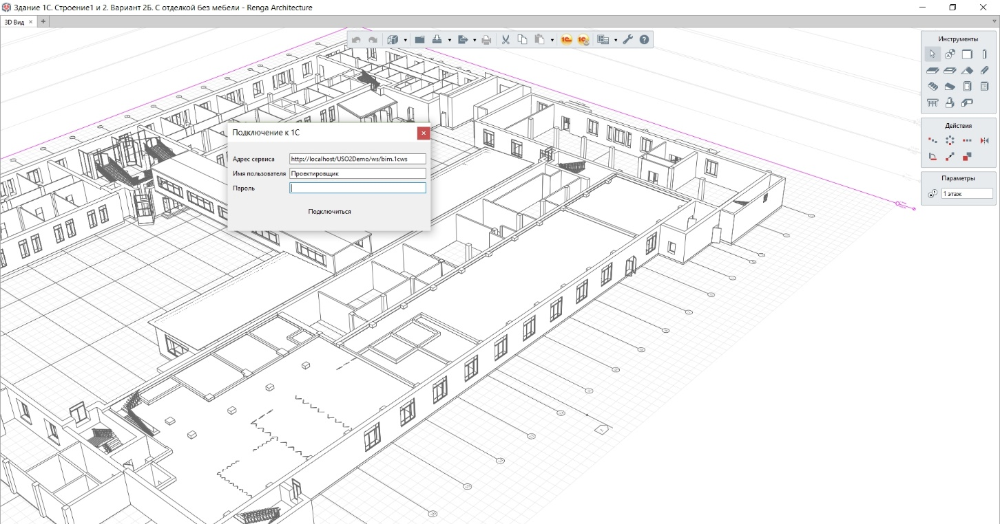 Здание 1С. Строение1 и 2. Вариант 2Б. С отделкой без мебели - Renga Architecture
3D Вид
Инструменты
Подключение к 1С
Адрес сервиса http://localhost/USO2Demo/ws/bim.1cws
Имя пользователя Проектировщик
Пароль
Подключиться
Действия
Параметры
1 этаж